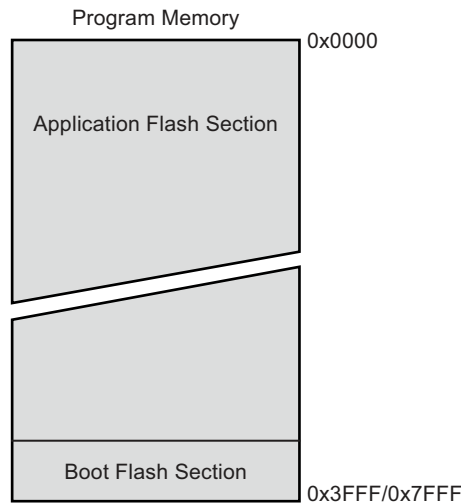 Program Memory
0x0000
Application Flash Section
Boot Flash Section
0x3FFF/0x7FFF